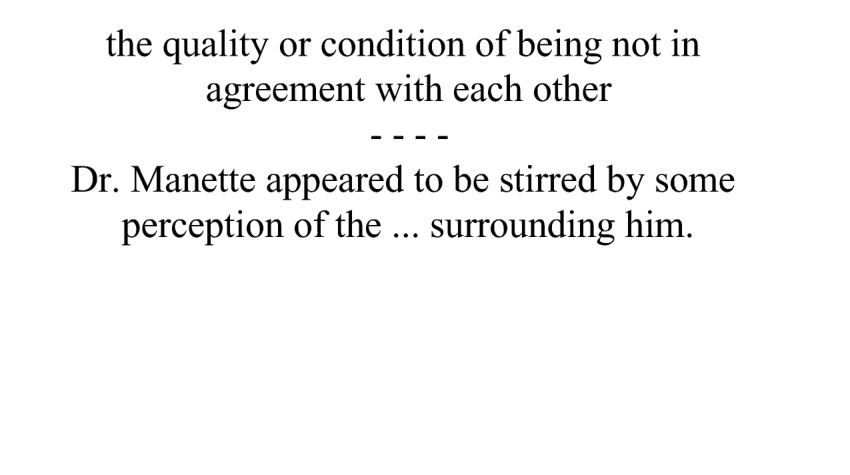 the quality or condition of being not in
agreement with each other
- - - -
Dr. Manette appeared to be stirred by some
perception of the ... surrounding him.